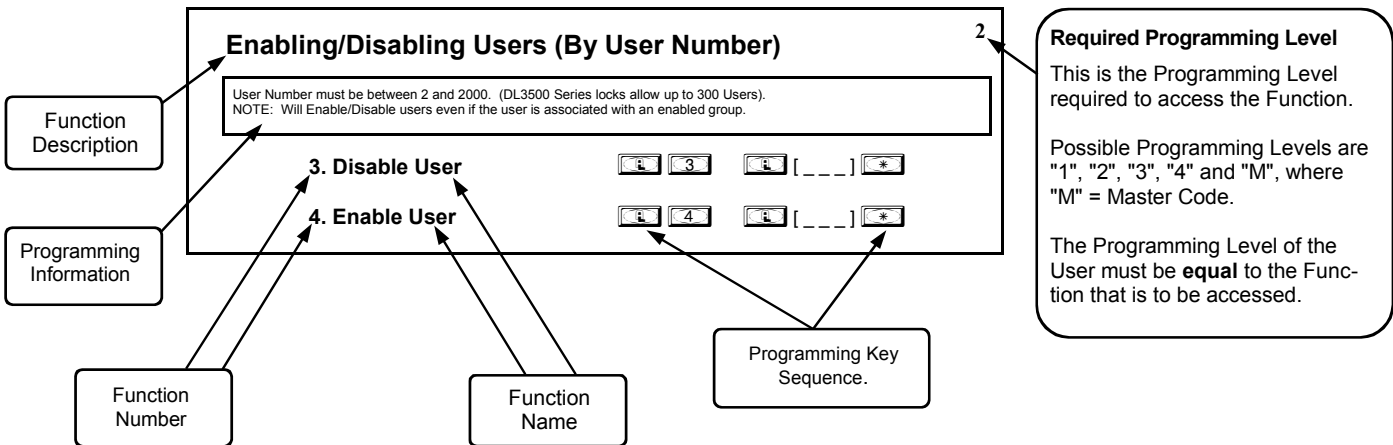 Enabling/Disabling Users (By User Number)
2
User Number must be between 2 and 2000. (DL3500 Series locks allow up to 300 Users).
NOTE: Will Enable/Disable users even if the user is associated with an enabled group.
3. Disable User
3 [ _ _ _ ] *
4. Enable User
4 [ _ _ _ ] *
Function
Description
Programming
Information
Function
Number
Function
Name
Programming Key
Sequence.
Required Programming Level
This is the Programming Level
required to access the Function.
Possible Programming Levels are
"1", "2", "3", "4" and "M", where
"M" = Master Code.
The Programming Level of the
User must be equal to the Func-
tion that is to be accessed.